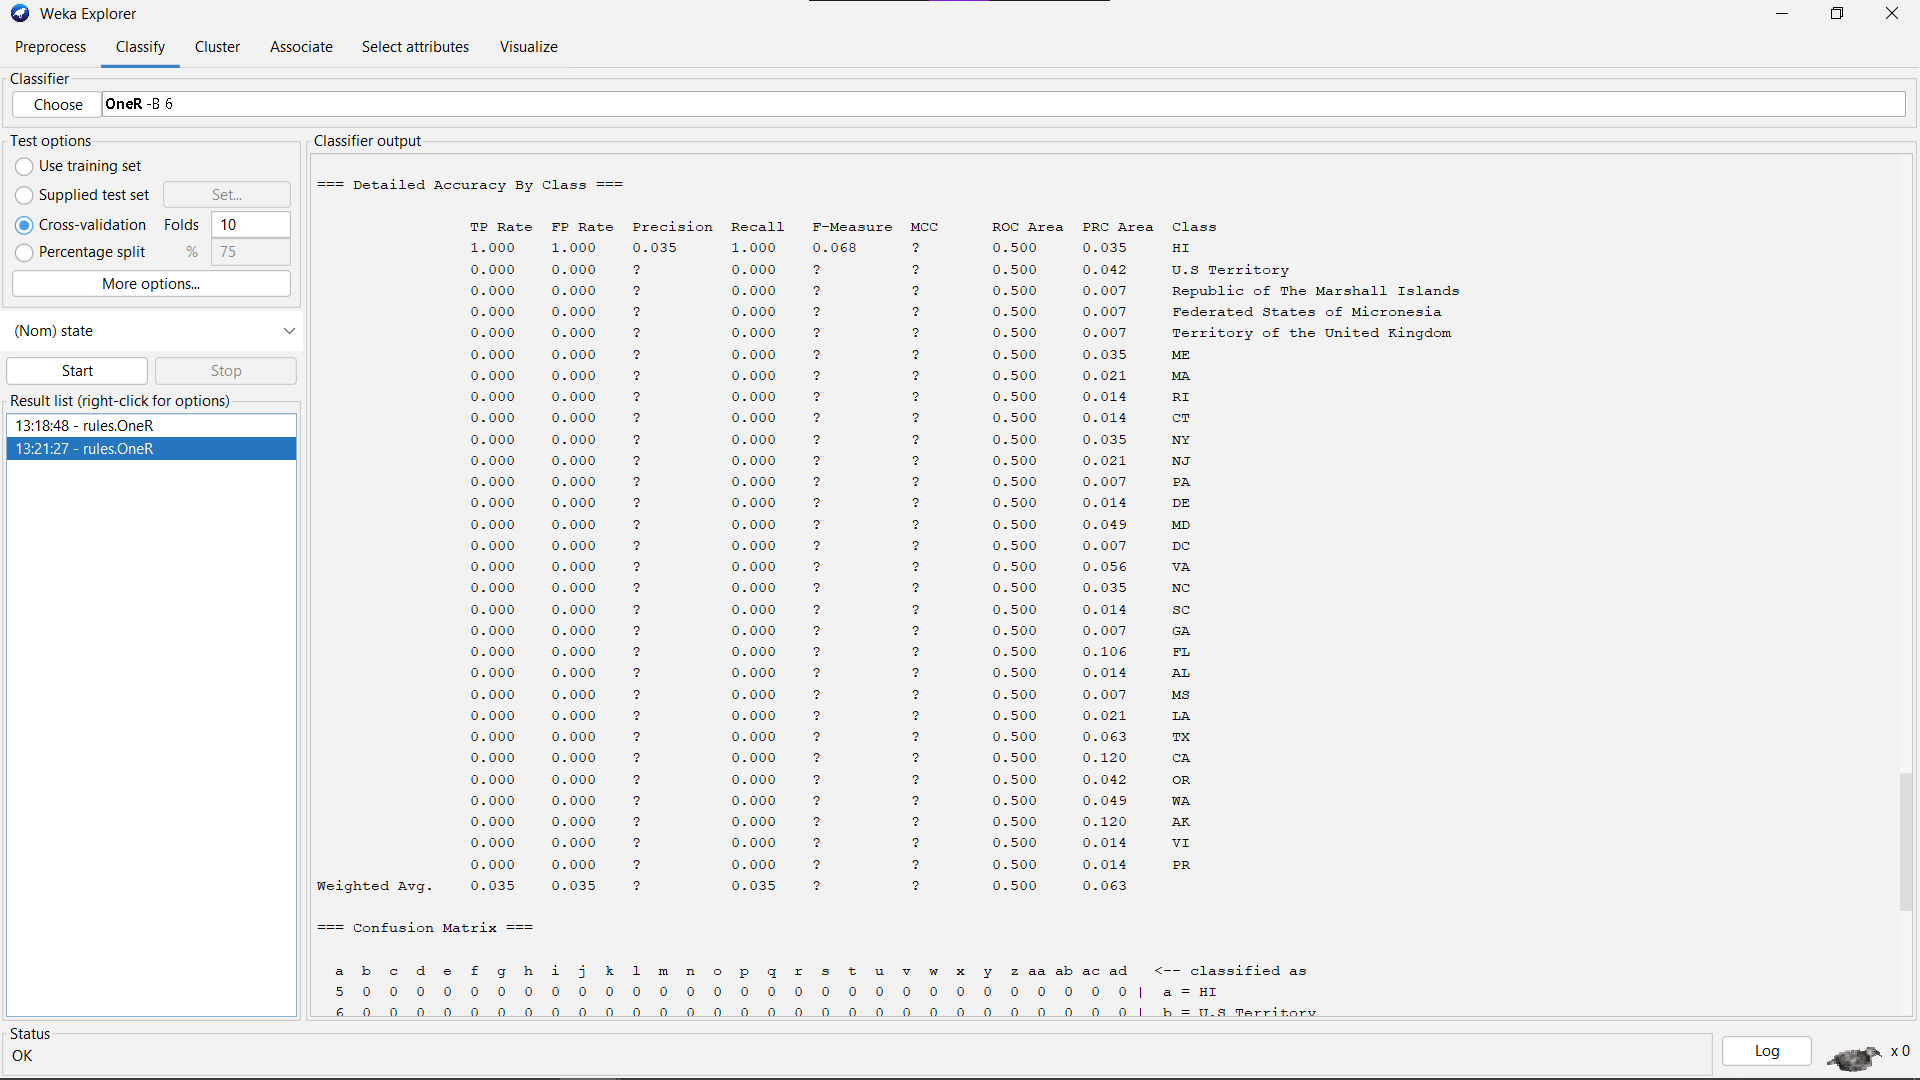 Weka Explorer
Preprocess Classify Cluster Associate Select attributes Visualize
Classifier
Choose OneR -B 6
Test options
Use training set
Supplied test set Set...
Cross-validation Folds 10
Percentage split % 75
More options...
(Nom) state
Start Stop
Result list (right-click for options)
13:18:48 - rules.OneR
13:21:27 - rules.OneR
Classifier output
=== Detailed Accuracy By Class ===
TP Rate FP Rate Precision Recall F-Measure MCC ROC Area PRC Area Class
1.000 1.000 0.035 1.000 0.068 ? 0.500 0.035 HI
0.000 0.000 ? 0.000 ? ? 0.500 0.042 U.S Territory
0.000 0.000 ? 0.000 ? ? 0.500 0.007 Republic of The Marshall Islands
0.000 0.000 ? 0.000 ? ? 0.500 0.007 Federated States of Micronesia
0.000 0.000 ? 0.000 ? ? 0.500 0.007 Territory of the United Kingdom
0.000 0.000 ? 0.000 ? ? 0.500 0.035 ME
0.000 0.000 ? 0.000 ? ? 0.500 0.021 MA
0.000 0.000 ? 0.000 ? ? 0.500 0.014 RI
0.000 0.000 ? 0.000 ? ? 0.500 0.014 CT
0.000 0.000 ? 0.000 ? ? 0.500 0.035 NY
0.000 0.000 ? 0.000 ? ? 0.500 0.021 NJ
0.000 0.000 ? 0.000 ? ? 0.500 0.007 PA
0.000 0.000 ? 0.000 ? ? 0.500 0.014 DE
0.000 0.000 ? 0.000 ? ? 0.500 0.049 MD
0.000 0.000 ? 0.000 ? ? 0.500 0.007 DC
0.000 0.000 ? 0.000 ? ? 0.500 0.056 VA
0.000 0.000 ? 0.000 ? ? 0.500 0.035 NC
0.000 0.000 ? 0.000 ? ? 0.500 0.014 SC
0.000 0.000 ? 0.000 ? ? 0.500 0.007 GA
0.000 0.000 ? 0.000 ? ? 0.500 0.106 FL
0.000 0.000 ? 0.000 ? ? 0.500 0.014 AL
0.000 0.000 ? 0.000 ? ? 0.500 0.007 MS
0.000 0.000 ? 0.000 ? ? 0.500 0.021 LA
0.000 0.000 ? 0.000 ? ? 0.500 0.063 TX
0.000 0.000 ? 0.000 ? ? 0.500 0.120 CA
0.000 0.000 ? 0.000 ? ? 0.500 0.042 OR
0.000 0.000 ? 0.000 ? ? 0.500 0.049 WA
0.000 0.000 ? 0.000 ? ? 0.500 0.120 AK
0.000 0.000 ? 0.000 ? ? 0.500 0.014 VI
0.000 0.000 ? 0.000 ? ? 0.500 0.014 PR
Weighted Avg. 0.035 0.035 ? 0.035 ? ? 0.500 0.063
=== Confusion Matrix ===
a b c d e f g h i j k l m n o p q r s t u v w x y z aa ab ac ad <-- classified as
5 0 0 0 0 0 0 0 0 0 0 0 0 0 0 0 0 0 0 0 0 0 0 0 0 0 0 0 0 0 | a = HI
6 0 0 0 0 0 0 0 0 0 0 0 0 0 0 0 0 0 0 0 0 0 0 0 0 0 0 0 0 0 | b = U.S Territory
Status
OK
Log x 0